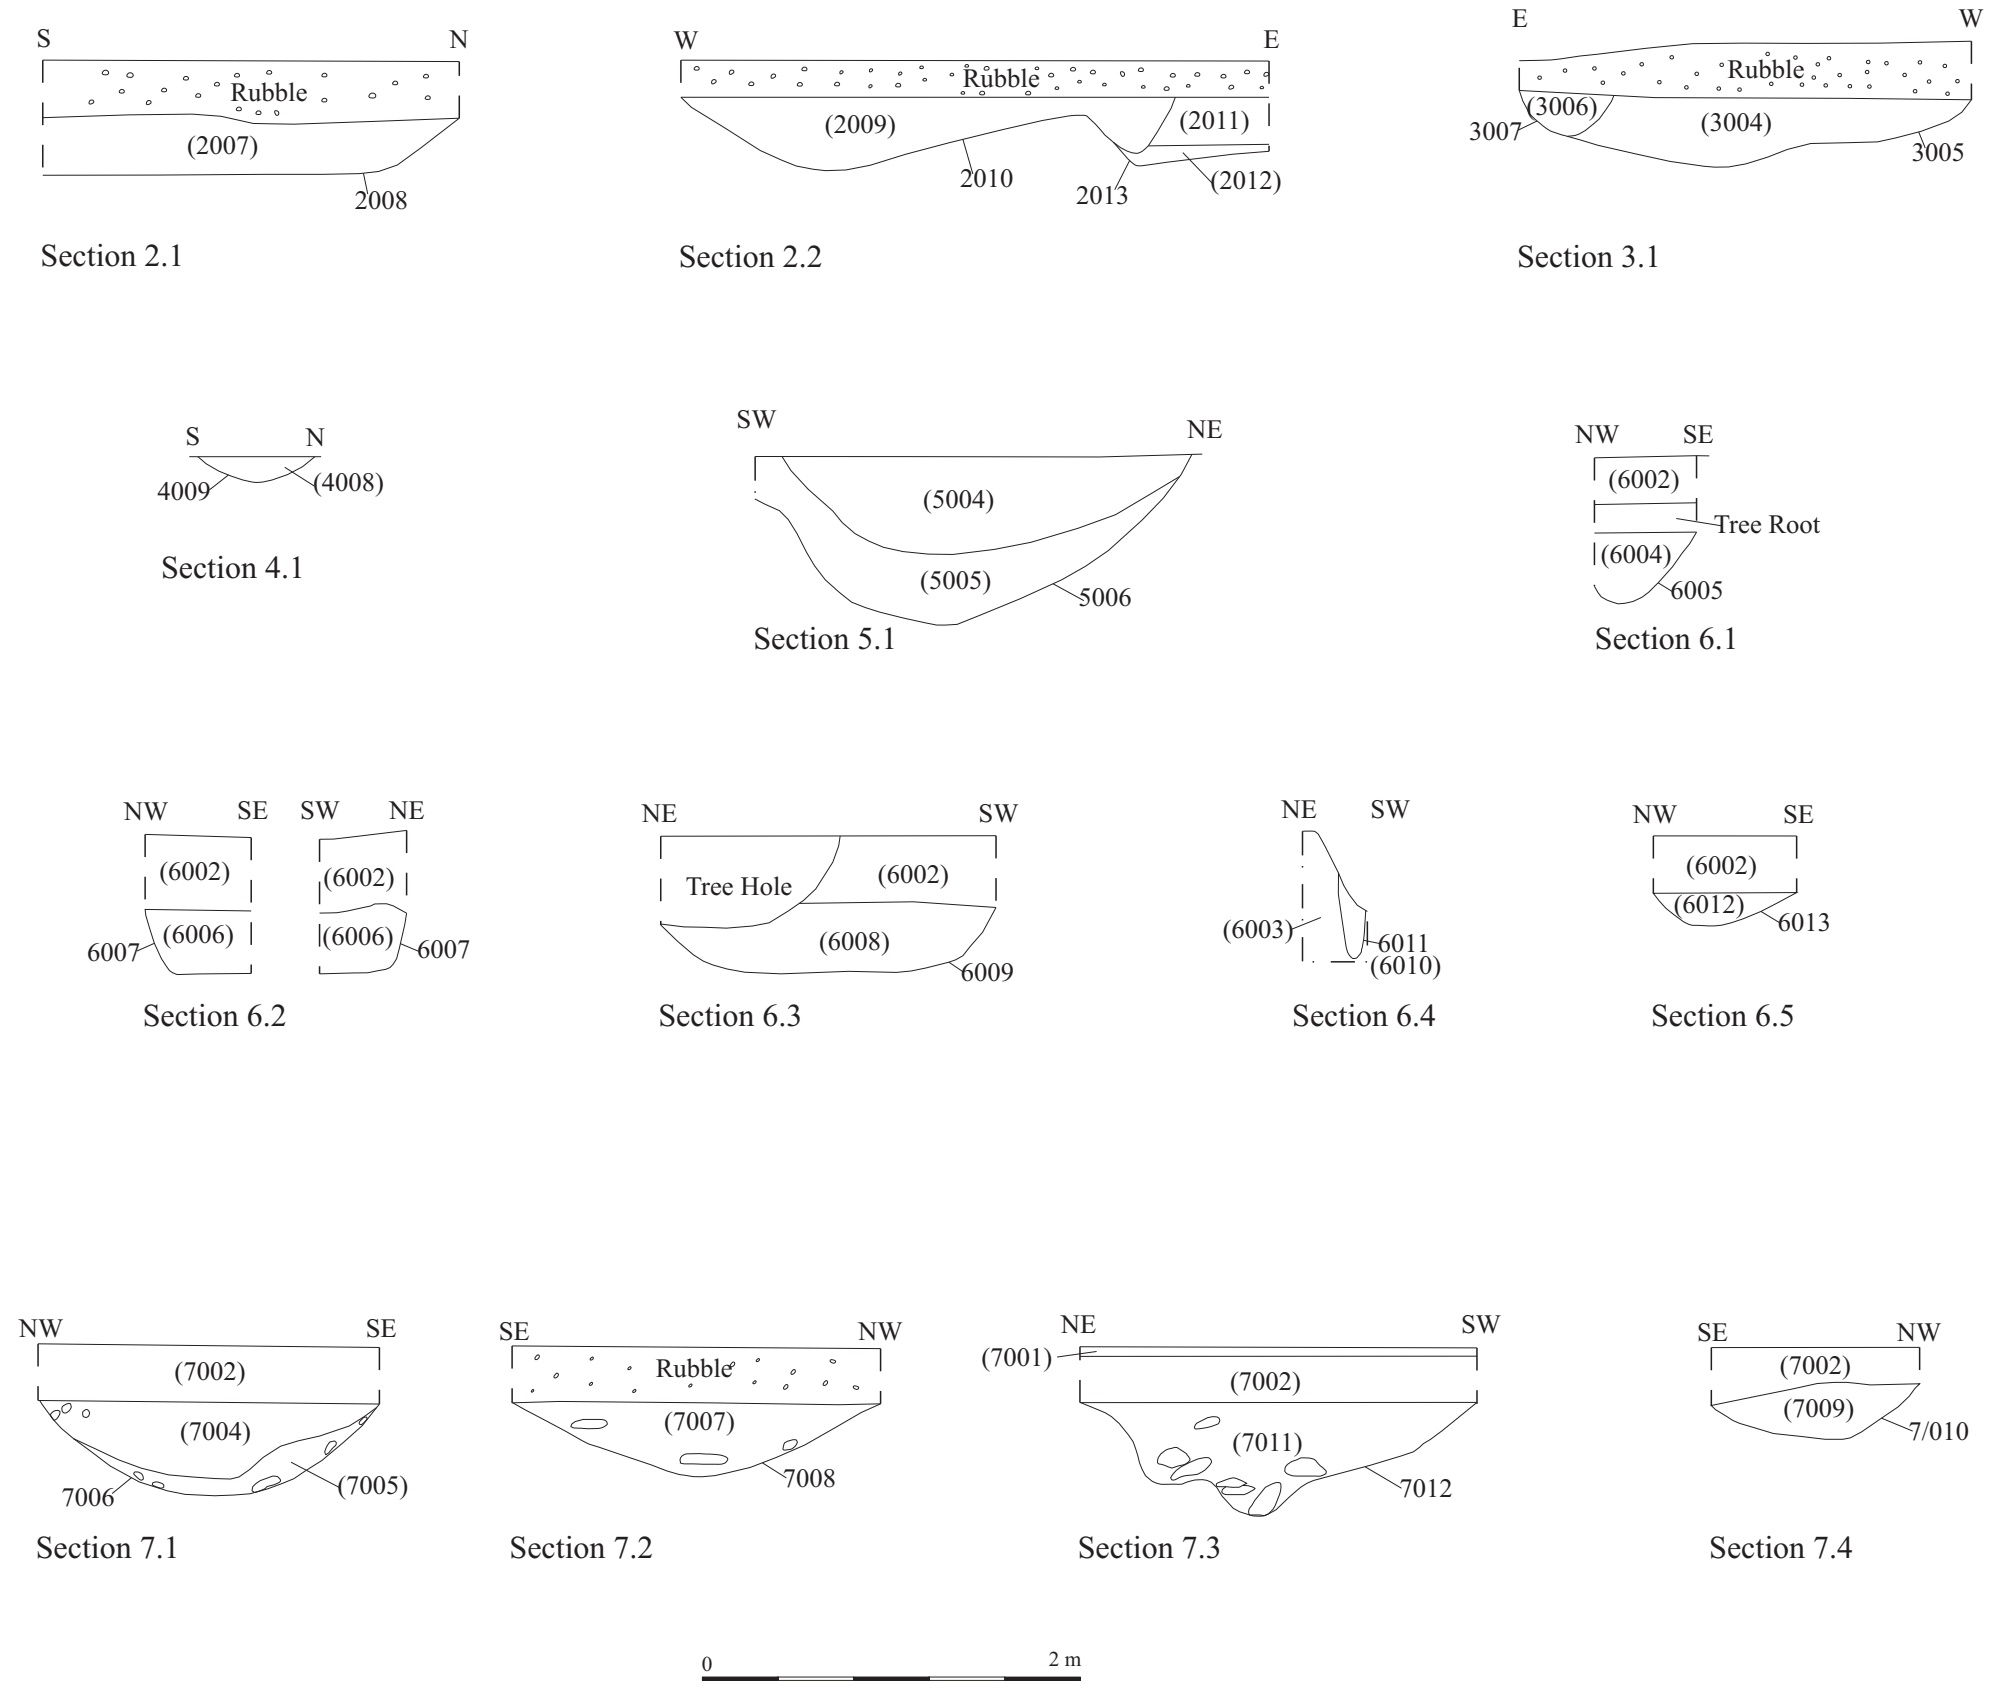 S N
Rubble
(2007)
2008
Section 2.1
W E
Rubble
(2009)
(2011)
2010
2013
(2012)
Section 2.2
E W
Rubble
(3006)
3007
(3004)
3005
Section 3.1
S N
4009
(4008)
Section 4.1
SW NE
(5004)
(5005)
5006
Section 5.1
NW SE
(6002)
Tree Root
(6004)
6005
Section 6.1
NW SE SW NE
(6002) (6002)
(6006) (6006)
6007 6007
Section 6.2
NE SW
Tree Hole
(6002)
(6008)
6009
Section 6.3
NE SW
(6003)
6011
(6010)
Section 6.4
NW SE
(6002)
(6012)
6013
Section 6.5
NW SE
(7002)
(7004)
7006
(7005)
Section 7.1
SE NW
Rubble
(7007)
7008
Section 7.2
NE SW
(7001)
(7002)
(7011)
7012
Section 7.3
SE NW
(7002)
(7009)
7/010
Section 7.4
0 2 m